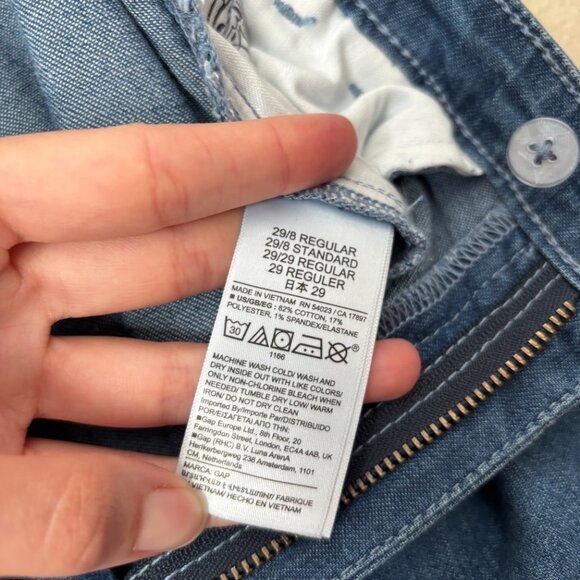 29/8 REGULAR
29/8 STANDARD
29/29 REGULAR
29 REGULER
日本 29
MADE IN VIETNAM RN 54023 / CA 17897
■ US/GB/EG : 82% COTTON, 17%
POLYESTER, 1% SPANDEX/ELASTANE
30
1166
MACHINE WASH COLD/ WASH AND
DRY INSIDE OUT WITH LIKE COLORS/
ONLY NON-CHLORINE BLEACH WHEN
NEEDED/ TUMBLE DRY LOW/ WARM
IRON/ DO NOT DRY CLEAN
Imported By/Importe Par/DISTRIBUIDO
POR/ΕΙΣΑΓΕΤΑΙ ΑΠΟ ΤΗΝ:
■ Gap Europe Ltd., 8th Floor, 20
Farringdon Street, London, EC4A 4AB, UK
■ Gap (RHC) B.V. Luna ArenA
Herikerbergweg 238 Amsterdam, 1101
CM, Netherlands
MARCA: GAP
/ FABRIQUE
VIETNAM / HECHO EN VIETNAM